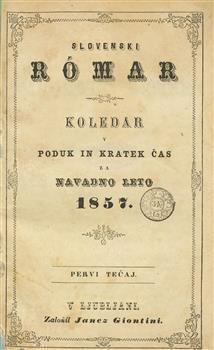 SLOVENSKI
RÓMAR
KOLEDAR
V
PODUK IN KRATEK ČAS
ZA
NAVADNO LETO
1857.
PERVI TEČAJ.
V LJUBLJANI.
Založil Janez Giontini.